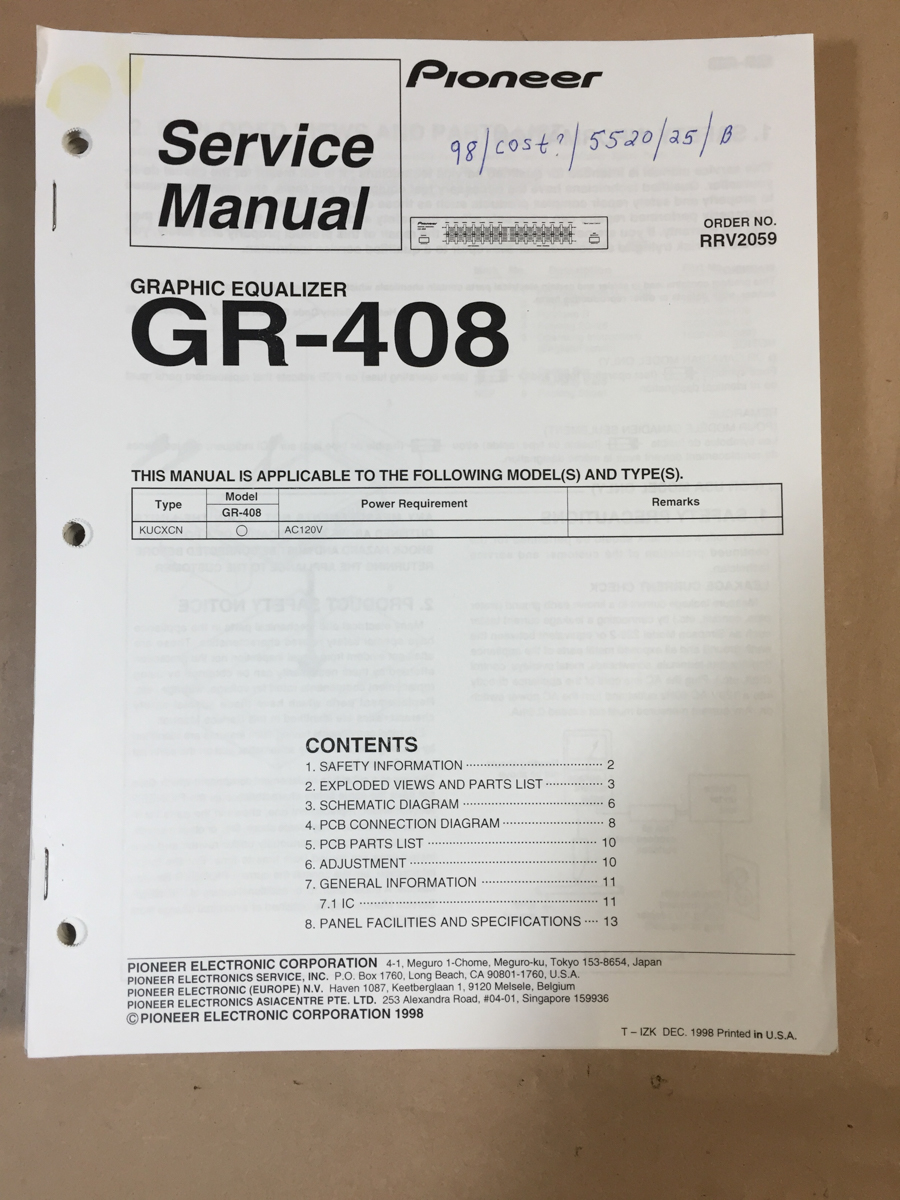 Pioneer
Service
Manual
98/cost?/5520/25/B
ORDER NO.
RRV2059
GRAPHIC EQUALIZER
GR-408
THIS MANUAL IS APPLICABLE TO THE FOLLOWING MODEL(S) AND TYPE(S).
Type Model Power Requirement Remarks
GR-408
KUCXCN ○ AC120V
CONTENTS
1. SAFETY INFORMATION ······ 2
2. EXPLODED VIEWS AND PARTS LIST ······ 3
3. SCHEMATIC DIAGRAM ······ 6
4. PCB CONNECTION DIAGRAM ······ 8
5. PCB PARTS LIST ······ 10
6. ADJUSTMENT ······ 10
7. GENERAL INFORMATION ······ 11
7.1 IC ······ 11
8. PANEL FACILITIES AND SPECIFICATIONS ···· 13
PIONEER ELECTRONIC CORPORATION 4-1, Meguro 1-Chome, Meguro-ku, Tokyo 153-8654, Japan
PIONEER ELECTRONICS SERVICE, INC. P.O. Box 1760, Long Beach, CA 90801-1760, U.S.A.
PIONEER ELECTRONIC (EUROPE) N.V. Haven 1087, Keetberglaan 1, 9120 Melsele, Belgium
PIONEER ELECTRONICS ASIACENTRE PTE. LTD. 253 Alexandra Road, #04-01, Singapore 159936
©PIONEER ELECTRONIC CORPORATION 1998
T – IZK DEC. 1998 Printed in U.S.A.